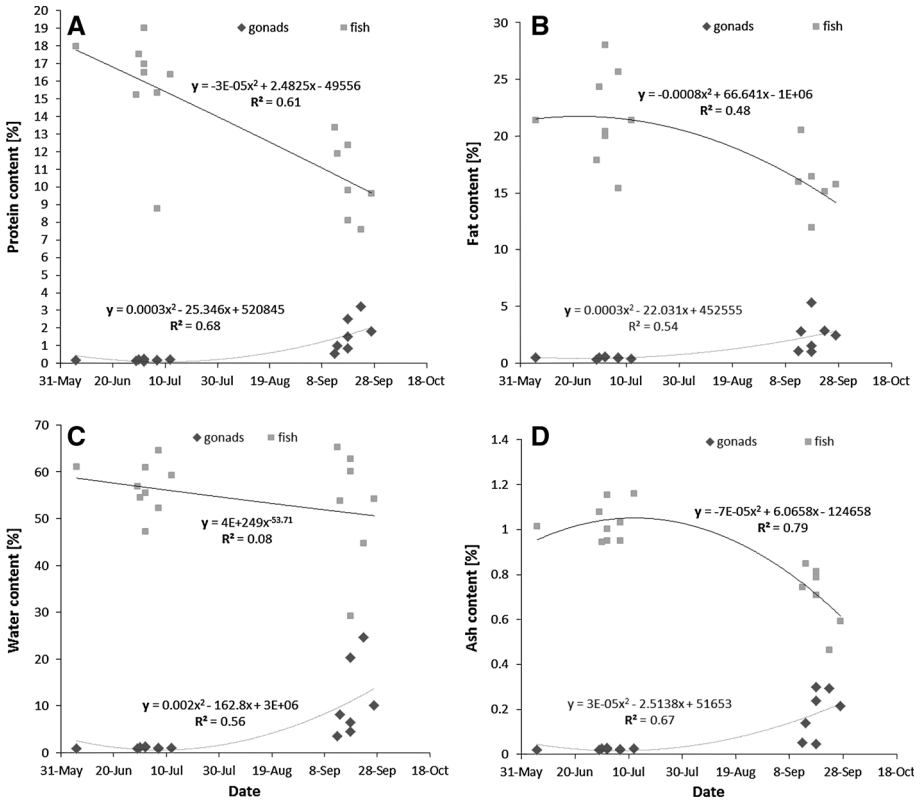 A
gonads fish
Protein content [%]
20
19
18
17
16
15
14
13
12
11
10
9
8
7
6
5
4
3
2
1
0
y = -3E-05x² + 2.4825x - 49556
R² = 0.61
y = 0.0003x² - 25.346x + 520845
R² = 0.68
31-May 20-Jun 10-Jul 30-Jul 19-Aug 8-Sep 28-Sep 18-Oct
B
gonads fish
Fat content [%]
30
25
20
15
10
5
0
y = -0.0008x² + 66.641x - 1E+06
R² = 0.48
y = 0.0003x² - 22.031x + 452555
R² = 0.54
31-May 20-Jun 10-Jul 30-Jul 19-Aug 8-Sep 28-Sep 18-Oct
C
gonads fish
Water content [%]
70
60
50
40
30
20
10
0
y = 4E+249x⁻⁵³·⁷¹
R² = 0.08
y = 0.002x² - 162.8x + 3E+06
R² = 0.56
31-May 20-Jun 10-Jul 30-Jul 19-Aug 8-Sep 28-Sep 18-Oct
Date
D
gonads fish
Ash content [%]
1.4
1.2
1
0.8
0.6
0.4
0.2
0
y = -7E-05x² + 6.0658x - 124658
R² = 0.79
y = 3E-05x² - 2.5138x + 51653
R² = 0.67
31-May 20-Jun 10-Jul 30-Jul 19-Aug 8-Sep 28-Sep 18-Oct
Date